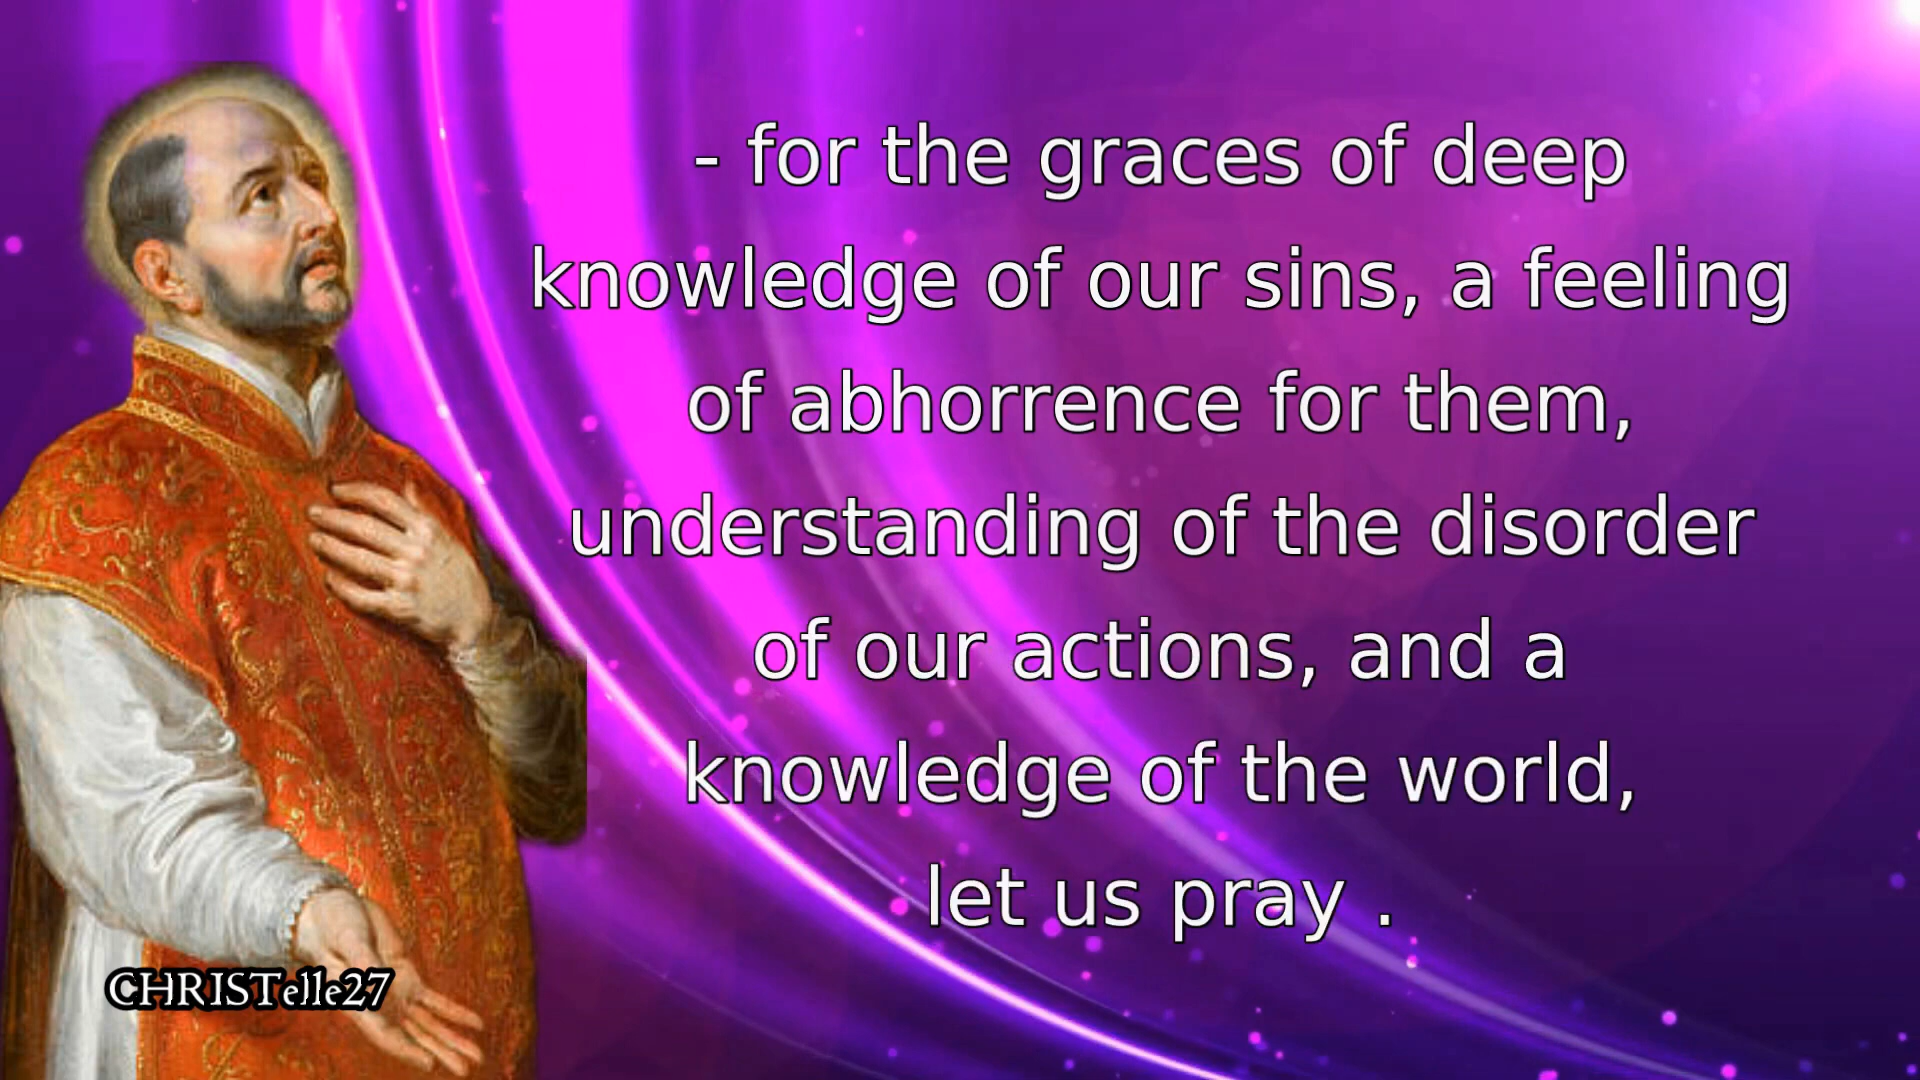 - for the graces of deep
knowledge of our sins, a feeling
of abhorrence for them,
understanding of the disorder
of our actions, and a
knowledge of the world,
let us pray .
CHRISTelle27